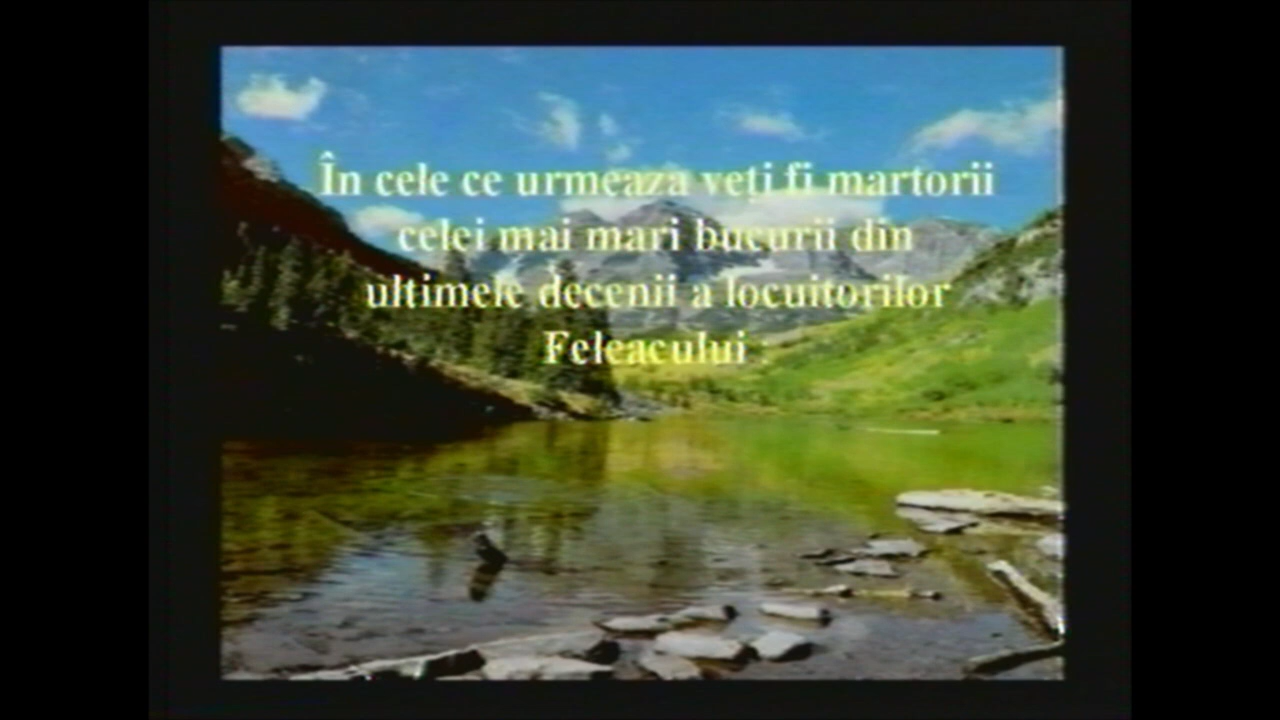 În cele ce urmeaza veți fi martorii
celei mai mari bucurii din
ultimele decenii a locuitorilor
Feleacului :